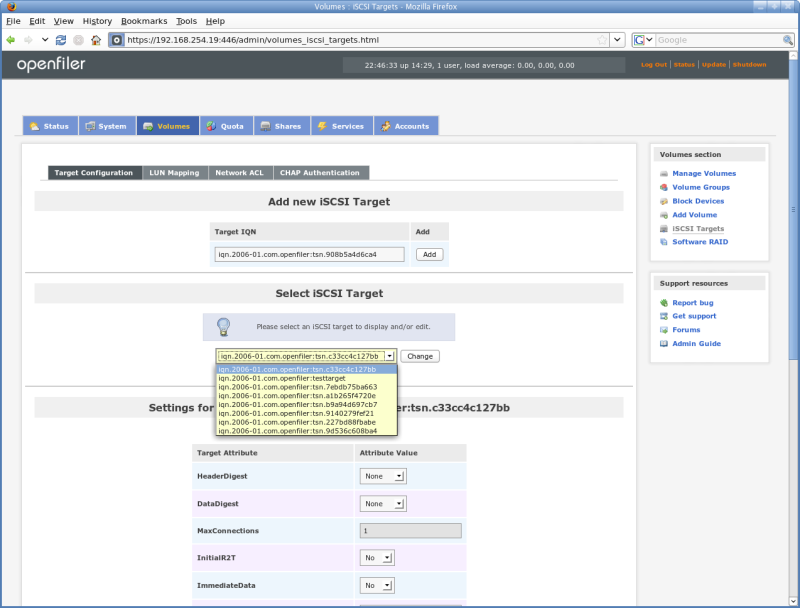 Volumes : iSCSI Targets - Mozilla Firefox
File Edit View History Bookmarks Tools Help
https://192.168.254.19:446/admin/volumes_iscsi_targets.html
Google
openfiler
22:46:33 up 14:29, 1 user, load average: 0.00, 0.00, 0.00
Log Out | Status | Update | Shutdown
Status System Volumes Quota Shares Services Accounts
Target Configuration LUN Mapping Network ACL CHAP Authentication
Add new iSCSI Target
Target IQN Add
iqn.2006-01.com.openfiler:tsn.908b5a4d6ca4 Add
Select iSCSI Target
Please select an iSCSI target to display and/or edit.
iqn.2006-01.com.openfiler:tsn.c33cc4c127bb Change
iqn.2006-01.com.openfiler:tsn.c33cc4c127bb
iqn.2006-01.com.openfiler:testtarget
iqn.2006-01.com.openfiler:tsn.7ebdb75ba663
iqn.2006-01.com.openfiler:tsn.a1b265f4720e
iqn.2006-01.com.openfiler:tsn.b9a94d697cb7
iqn.2006-01.com.openfiler:tsn.9140279fef21
iqn.2006-01.com.openfiler:tsn.227bd88fbabe
iqn.2006-01.com.openfiler:tsn.9d536c608ba4
Settings for er:tsn.c33cc4c127bb
Target Attribute Attribute Value
HeaderDigest None
DataDigest None
MaxConnections 1
InitialR2T No
ImmediateData No
Volumes section
Manage Volumes
Volume Groups
Block Devices
Add Volume
iSCSI Targets
Software RAID
Support resources
Report bug
Get support
Forums
Admin Guide